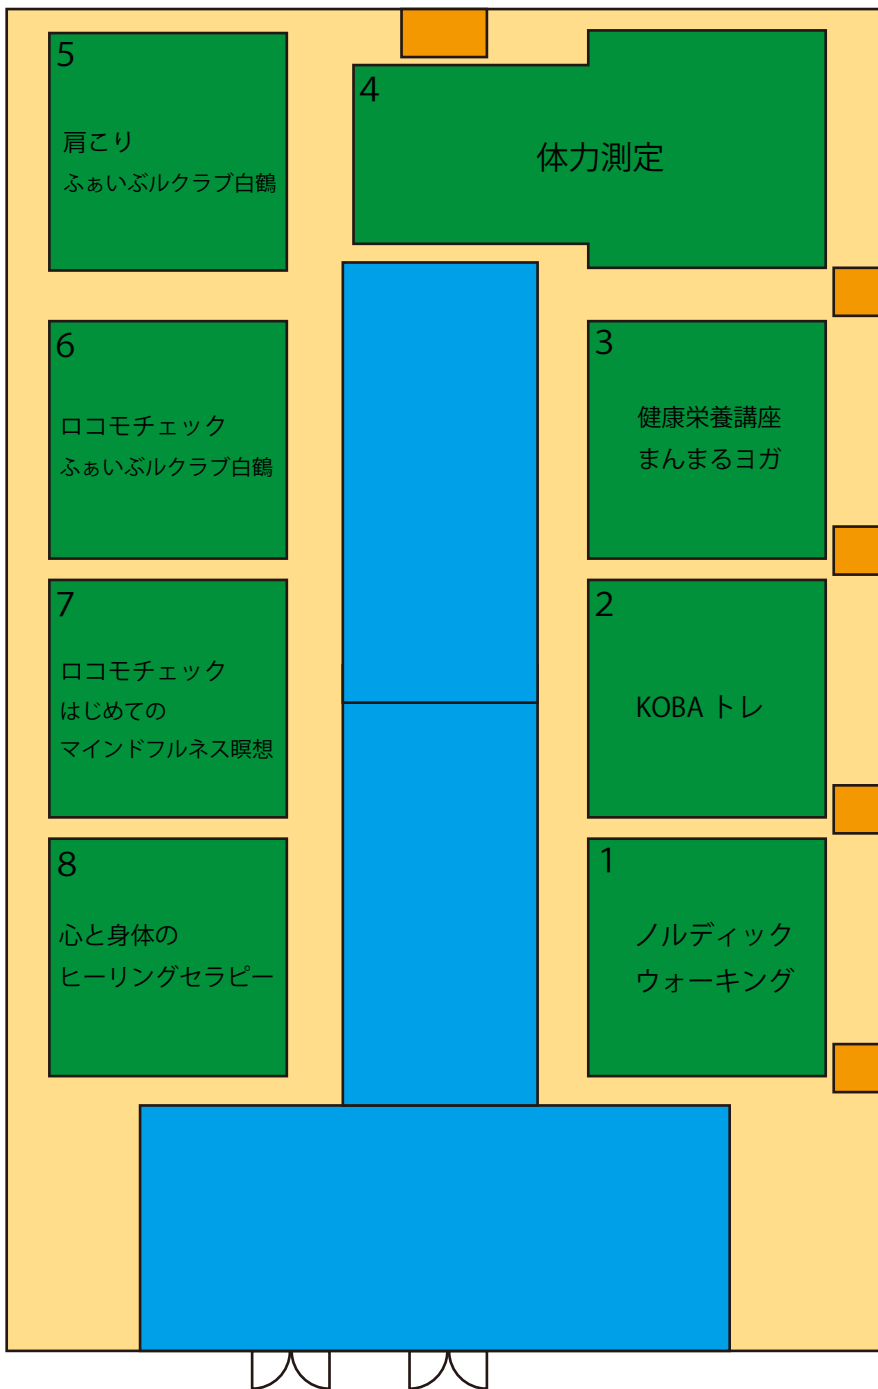 5
肩こり
ふぁいぶルクラブ白鶴
4
体力測定
6
ロコモチェック
ふぁいぶルクラブ白鶴
3
健康栄養講座
まんまるヨガ
7
ロコモチェック
はじめての
マインドフルネス瞑想
2
KOBA トレ
8
心と身体の
ヒーリングセラピー
1
ノルディック
ウォーキング